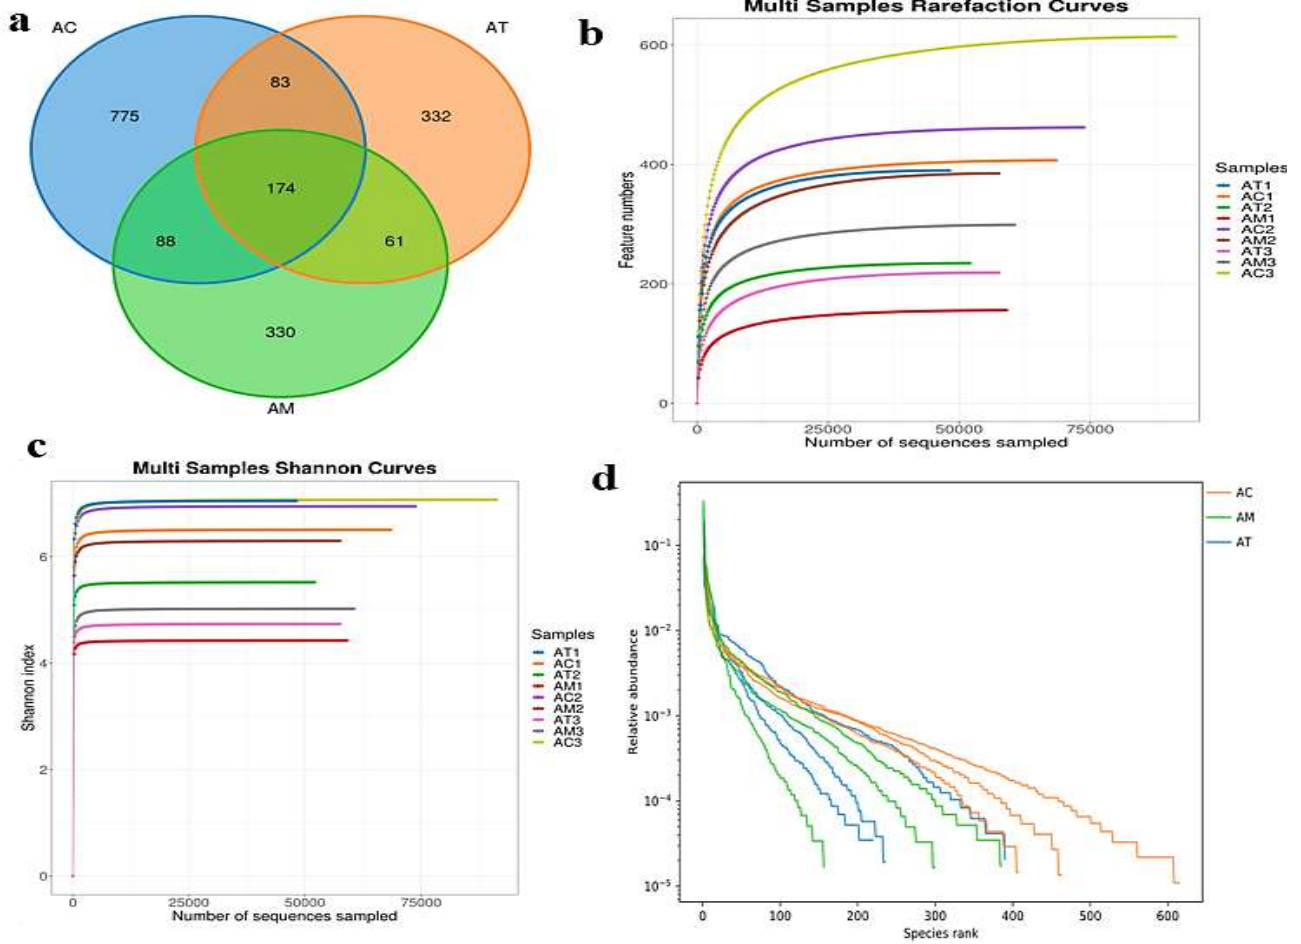 a
AC
AT
83
775
332
174
88
61
330
AM
b
Multi Samples Rarefaction Curves
600
400
200
0
Feature numbers
0 25000 50000 75000
Number of sequences sampled
Samples
AT1
AC1
AT2
AM1
AC2
AM2
AT3
AM3
AC3
c
Multi Samples Shannon Curves
6
4
2
0
Shannon index
0 25000 50000 75000
Number of sequences sampled
Samples
AT1
AC1
AT2
AM1
AC2
AM2
AT3
AM3
AC3
d
AC
AM
AT
10⁻¹
10⁻²
10⁻³
10⁻⁴
10⁻⁵
Relative abundance
0 100 200 300 400 500 600
Species rank